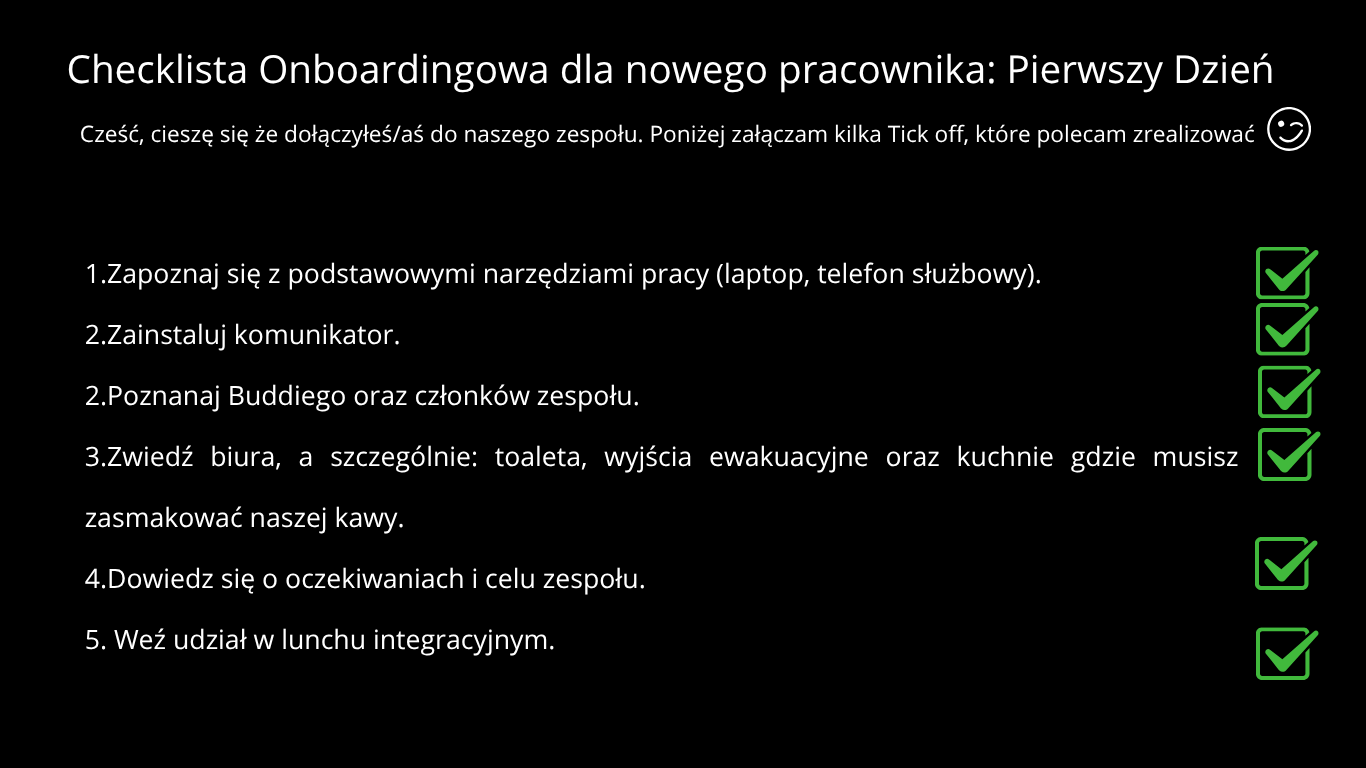 Checklista Onboardingowa dla nowego pracownika: Pierwszy Dzień
Cześć, cieszę się że dołączyłeś/aś do naszego zespołu. Poniżej załączam kilka Tick off, które polecam zrealizować
1.Zapoznaj się z podstawowymi narzędziami pracy (laptop, telefon służbowy).
2.Zainstaluj komunikator.
2.Poznanaj Buddiego oraz członków zespołu.
3.Zwiedź biura, a szczególnie: toaleta, wyjścia ewakuacyjne oraz kuchnie gdzie musisz
zasmakować naszej kawy.
4.Dowiedz się o oczekiwaniach i celu zespołu.
5. Weź udział w lunchu integracyjnym.